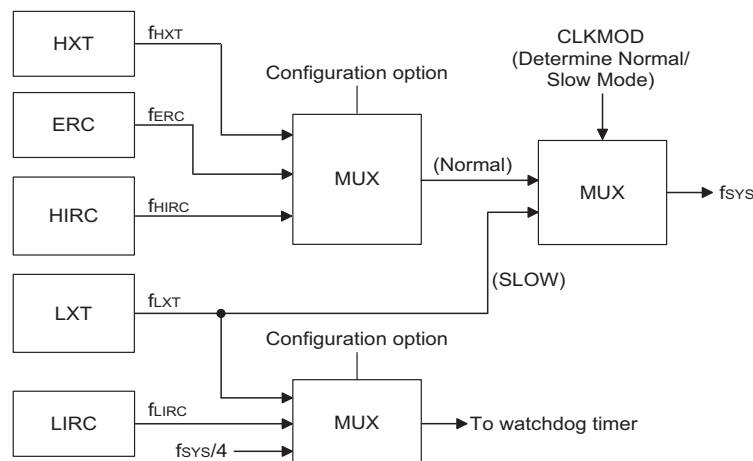 HXT
fHXT
CLKMOD
(Determine Normal/
Slow Mode)
Configuration option
ERC
fERC
MUX
(Normal)
MUX
fSYS
HIRC
fHIRC
LXT
fLXT
(SLOW)
Configuration option
LIRC
fLIRC
MUX
To watchdog timer
fSYS/4